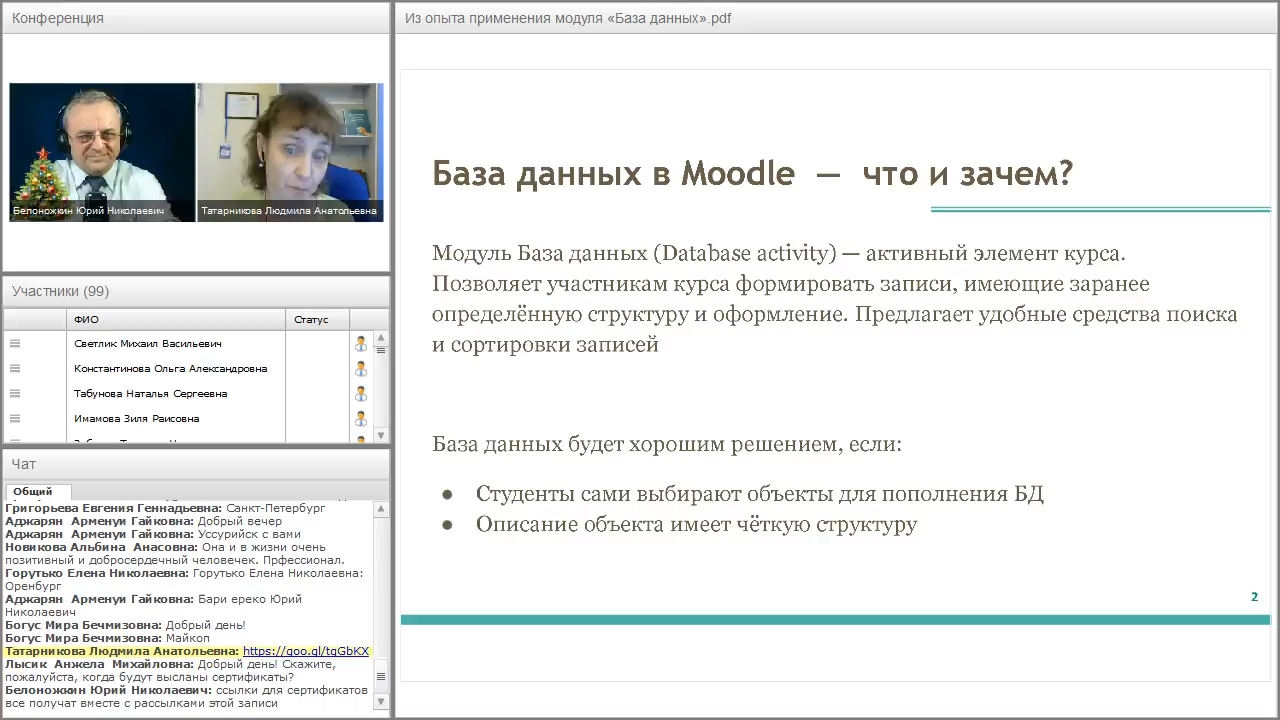 Конференция
Белоножкин Юрий Николаевич
Татарникова Людмила Анатольевна
Участники (99)
ФИО
Статус
Светлик Михаил Васильевич
Константинова Ольга Александровна
Табунова Наталья Сергеевна
Имамова Зиля Раисовна
Чат
Общий
Григорьева Евгения Геннадьевна: Санкт-Петербург
Аджарян Арменуи Гайковна: Добрый вечер
Аджарян Арменуи Гайковна: Уссурийск с вами
Новикова Альбина Анасовна: Она и в жизни очень
позитивный и добросердечный человечек. Прфессионал.
Горутько Елена Николаевна: Горутько Елена Николаевна:
Оренбург
Аджарян Арменуи Гайковна: Бари ереко Юрий
Николаевич
Богус Мира Бечмизовна: Добрый день!
Богус Мира Бечмизовна: Майкоп
Татарникова Людмила Анатольевна: https://goo.gl/tqGbKX
Лысик Анжела Михайловна: Добрый день! Скажите,
пожалуйста, когда будут высланы сертификаты?
Белоножкин Юрий Николаевич: ссылки для сертификатов
все получат вместе с рассылками этой записи
Из опыта применения модуля «База данных».pdf
База данных в Moodle — что и зачем?
Модуль База данных (Database activity) — активный элемент курса.
Позволяет участникам курса формировать записи, имеющие заранее
определённую структуру и оформление. Предлагает удобные средства поиска
и сортировки записей
База данных будет хорошим решением, если:
● Студенты сами выбирают объекты для пополнения БД
● Описание объекта имеет чёткую структуру
2